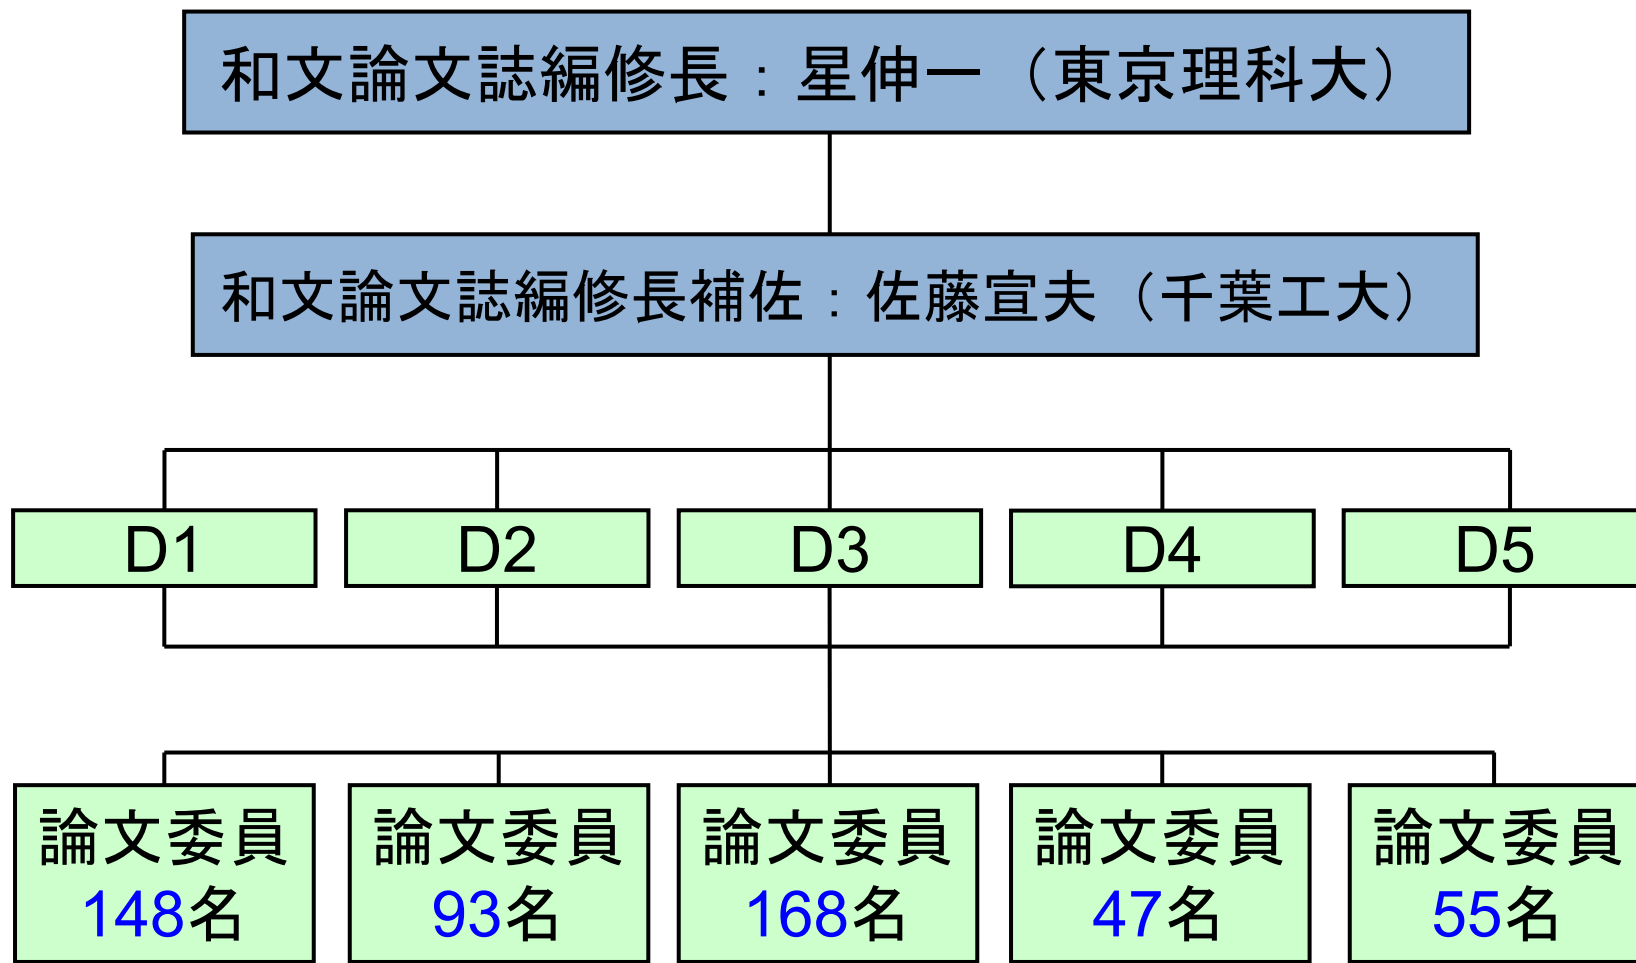 和文論文誌編修長：星伸一（東京理科大）
和文論文誌編修長補佐：佐藤宣夫（千葉工大）
D1
D2
D3
D4
D5
論文委員
148名
論文委員
93名
論文委員
168名
論文委員
47名
論文委員
55名